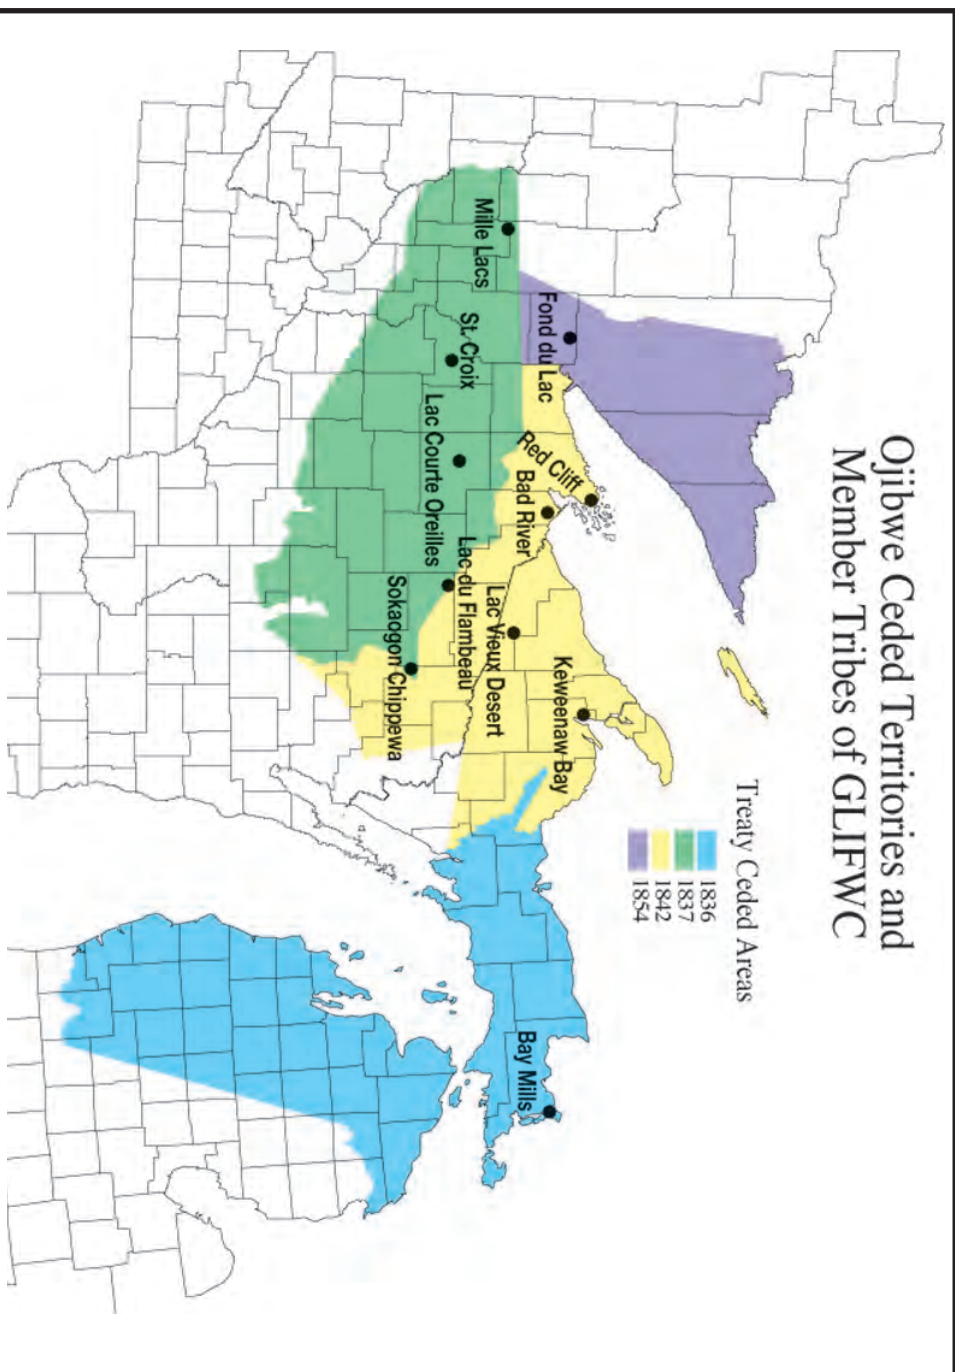 Ojibwe Ceded Territories and
Member Tribes of GLIFWC
Treaty Ceded Areas
1836
1837
1842
1854
Mille Lacs
Fond du Lac
St. Croix
Lac Courte Oreilles
Red Cliff
Bad River
Lac du Flambeau
Lac Vieux Desert
Sokaogon Chippewa
Keweenaw Bay
Bay Mills